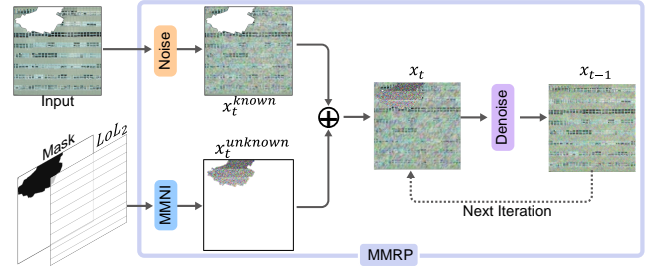 Input
Noise
x_t^{known}
Mask
LoL_2
MMNI
x_t^{unknown}
x_t
Denoise
x_{t-1}
Next Iteration
MMRP